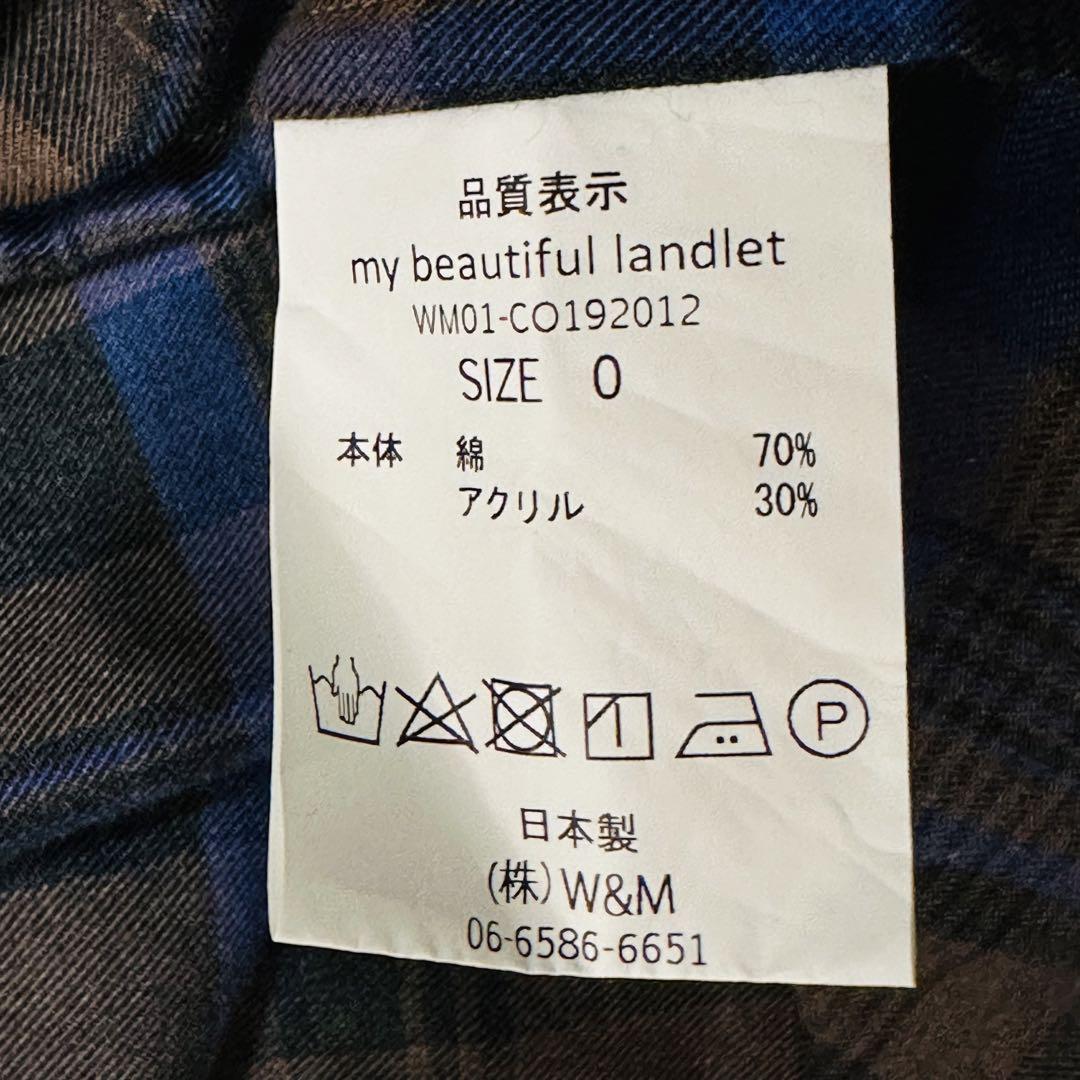 品質表示
my beautiful landlet
WM01-CO192012
SIZE 0
本体 綿 70%
アクリル 30%
P
日本製
(株)W&M
06-6586-6651